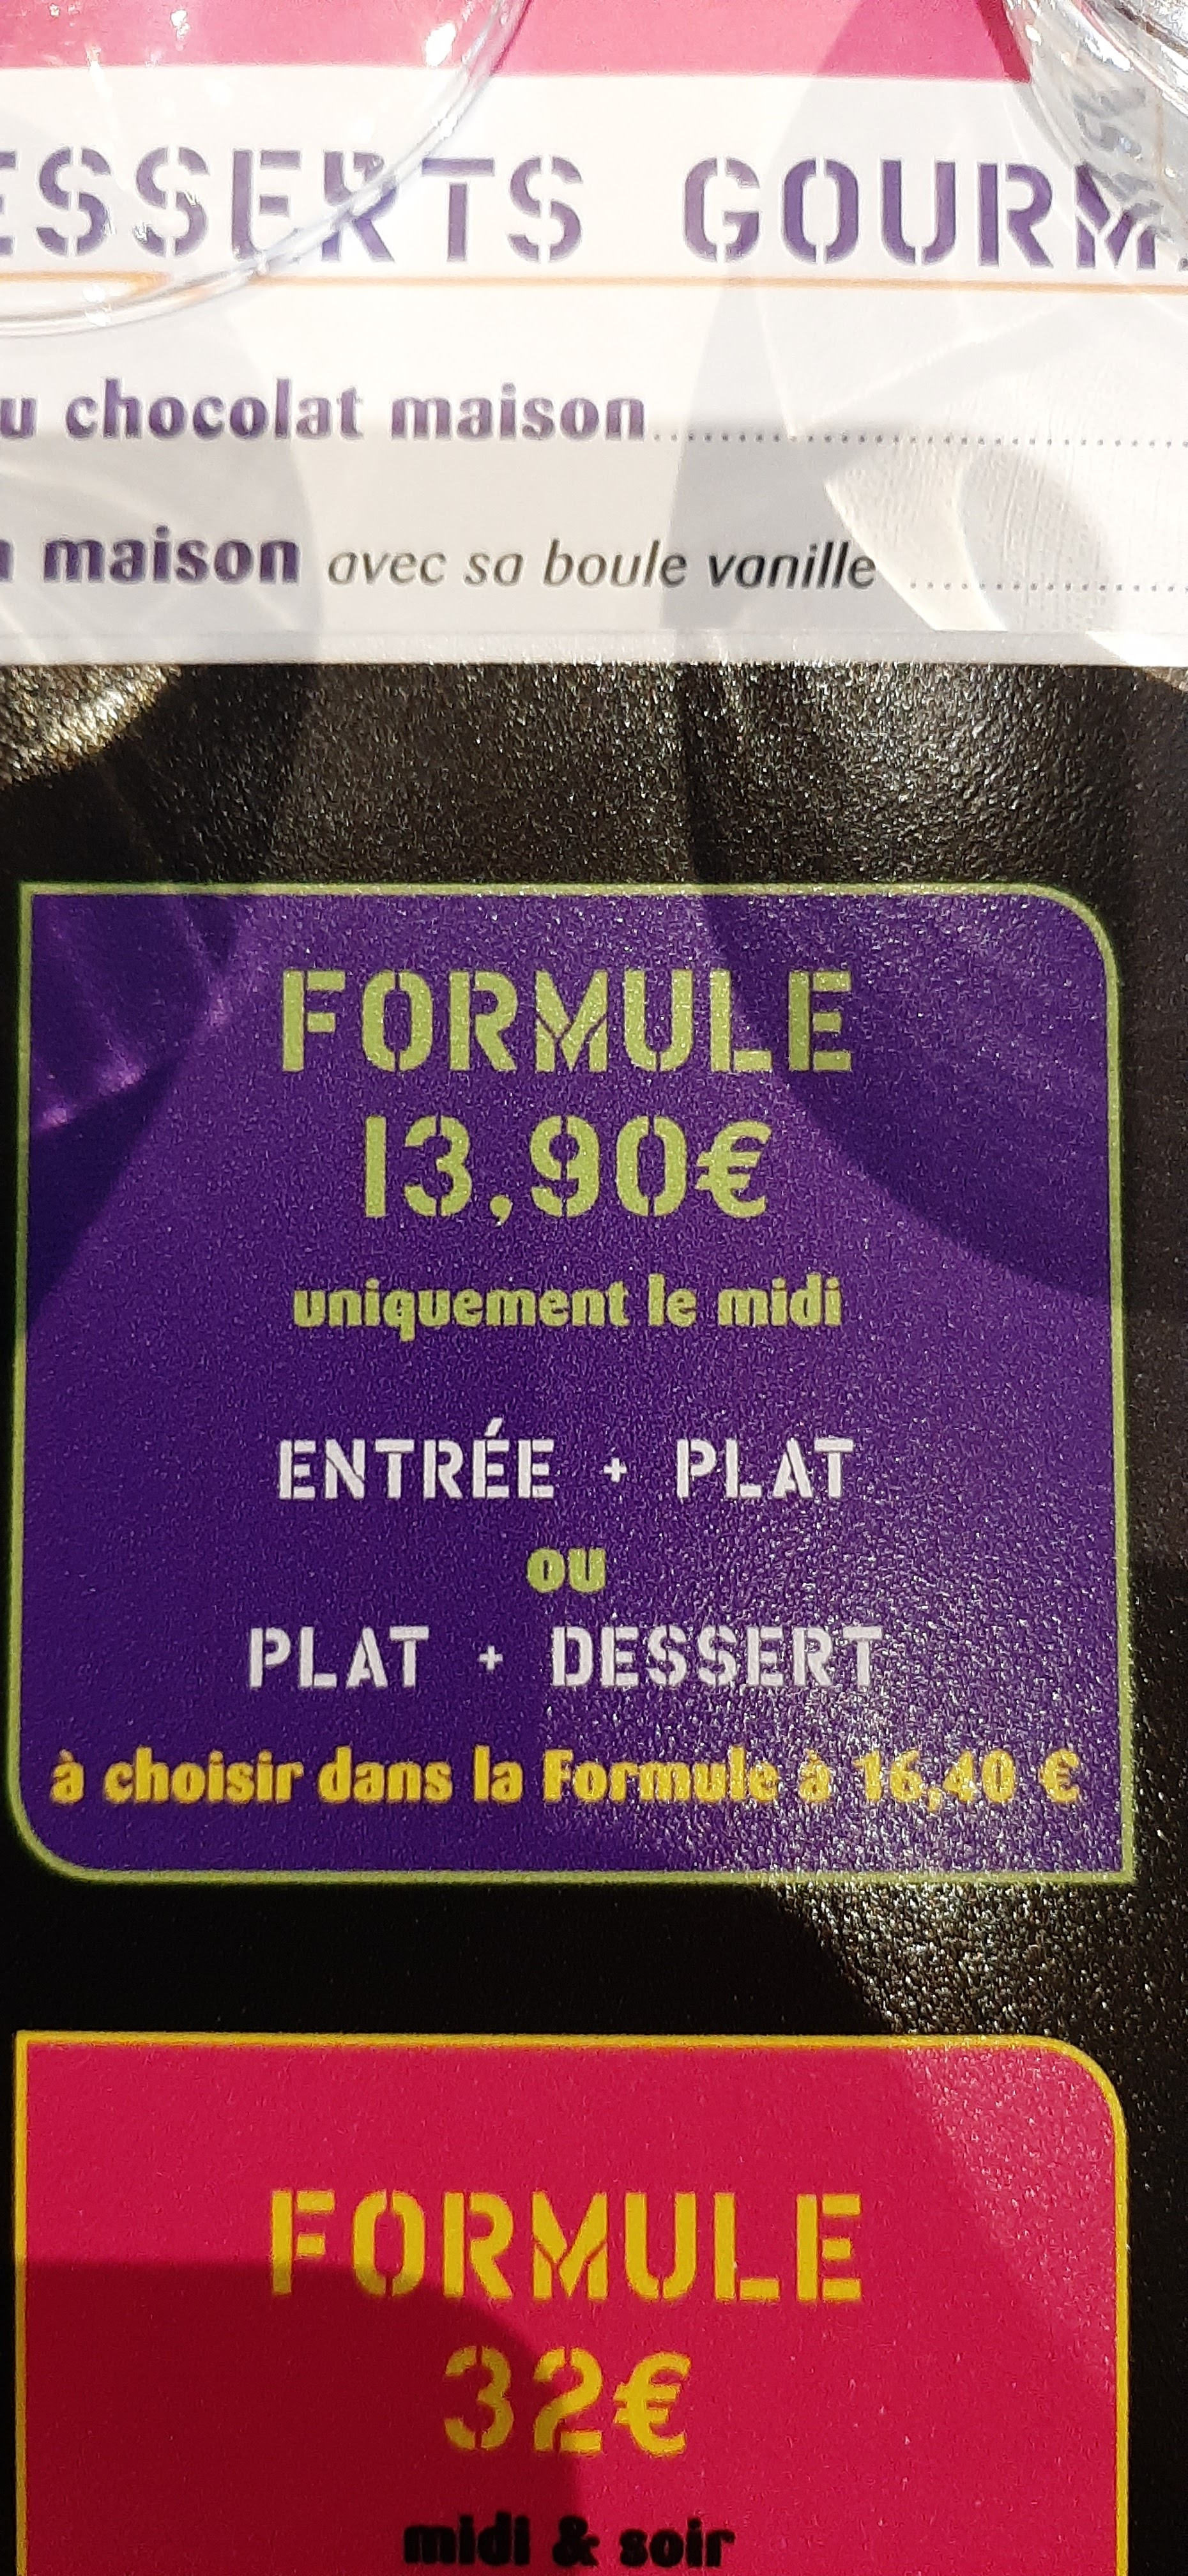 ESSERTS GOURM
u chocolat maison
maison avec sa boule vanille
FORMULE
13,90€
uniquement le midi
ENTRÉE + PLAT
ou
PLAT + DESSERT
à choisir dans la Formule à 16,40 €
FORMULE
32€
midi & soir